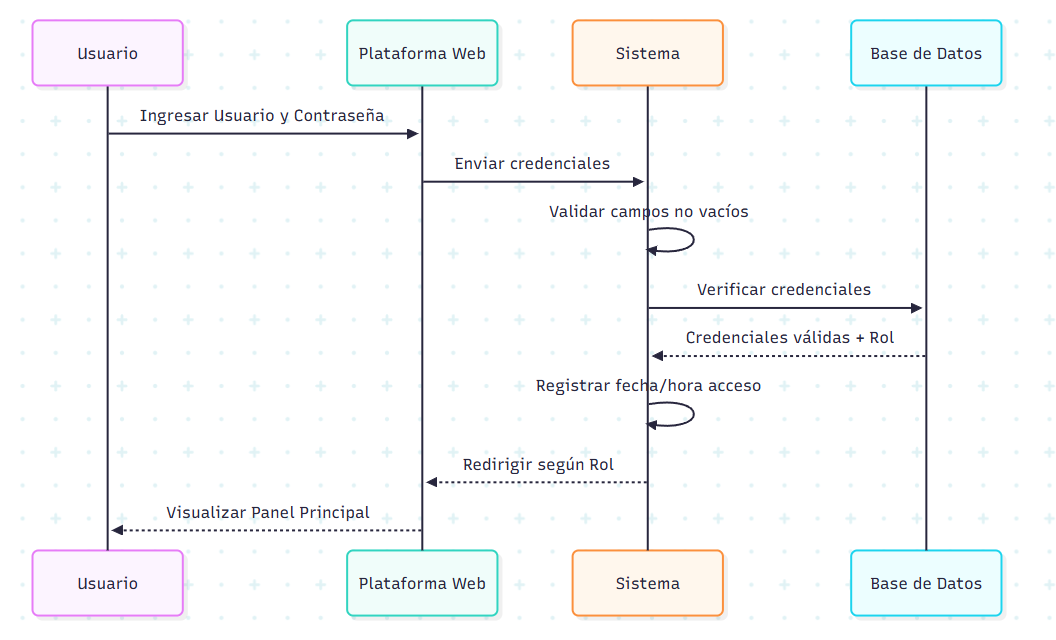 Usuario
Plataforma Web
Sistema
Base de Datos
Ingresar Usuario y Contraseña
Enviar credenciales
Validar campos no vacíos
Verificar credenciales
Credenciales válidas + Rol
Registrar fecha/hora acceso
Redirigir según Rol
Visualizar Panel Principal
Usuario
Plataforma Web
Sistema
Base de Datos